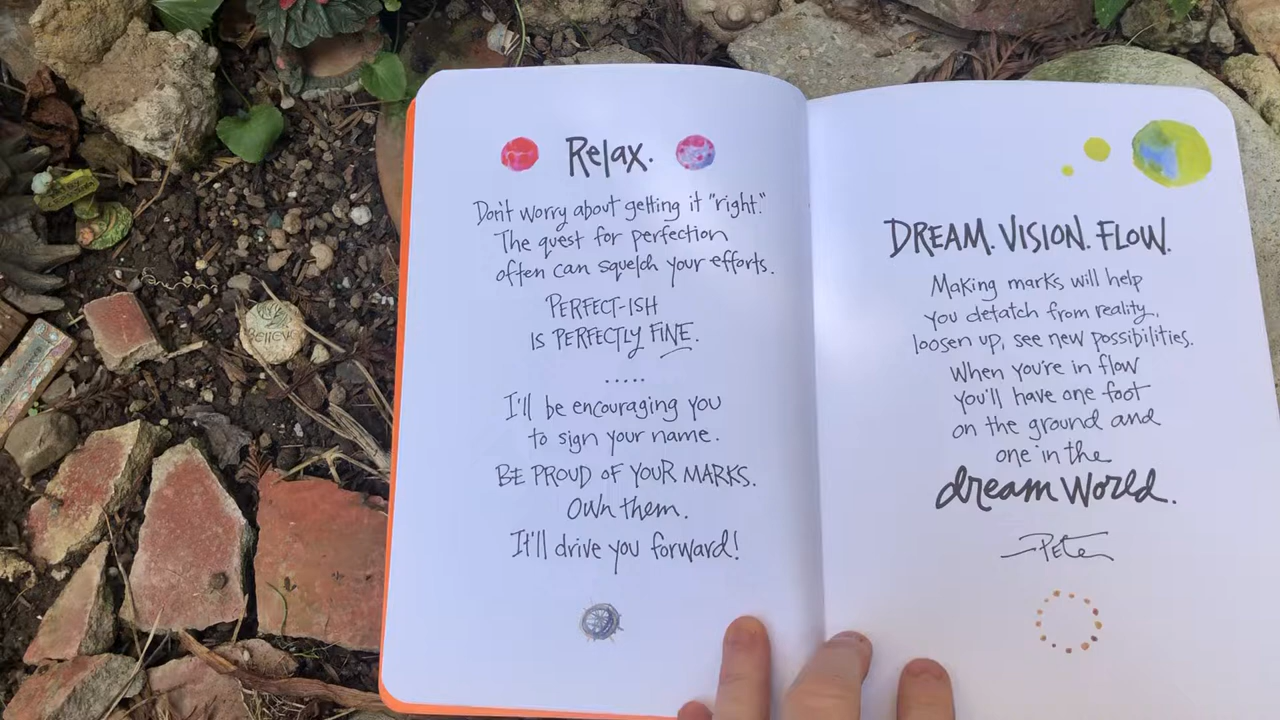 Believe
Relax.
Don't worry about getting it "right."
The quest for perfection
often can squelch your efforts.
PERFECT-ISH
IS PERFECTLY FINE.
.....
I'll be encouraging you
to sign your name.
BE PROUD OF YOUR MARKS.
Own them.
It'll drive you forward!
DREAM. VISION. FLOW.
Making marks will help
you detatch from reality,
loosen up, see new possibilities.
When you're in flow
you'll have one foot
on the ground and
one in the
dream world.
—Pete